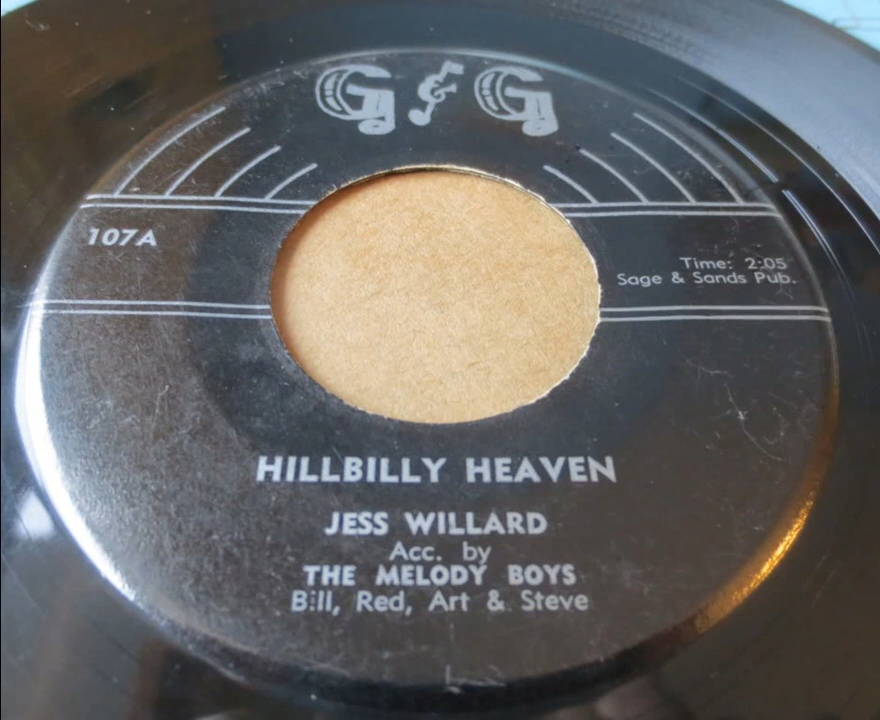 G & G
107A
Time: 2:05
Sage & Sands Pub.
HILLBILLY HEAVEN
JESS WILLARD
Acc. by
THE MELODY BOYS
Bill, Red, Art & Steve